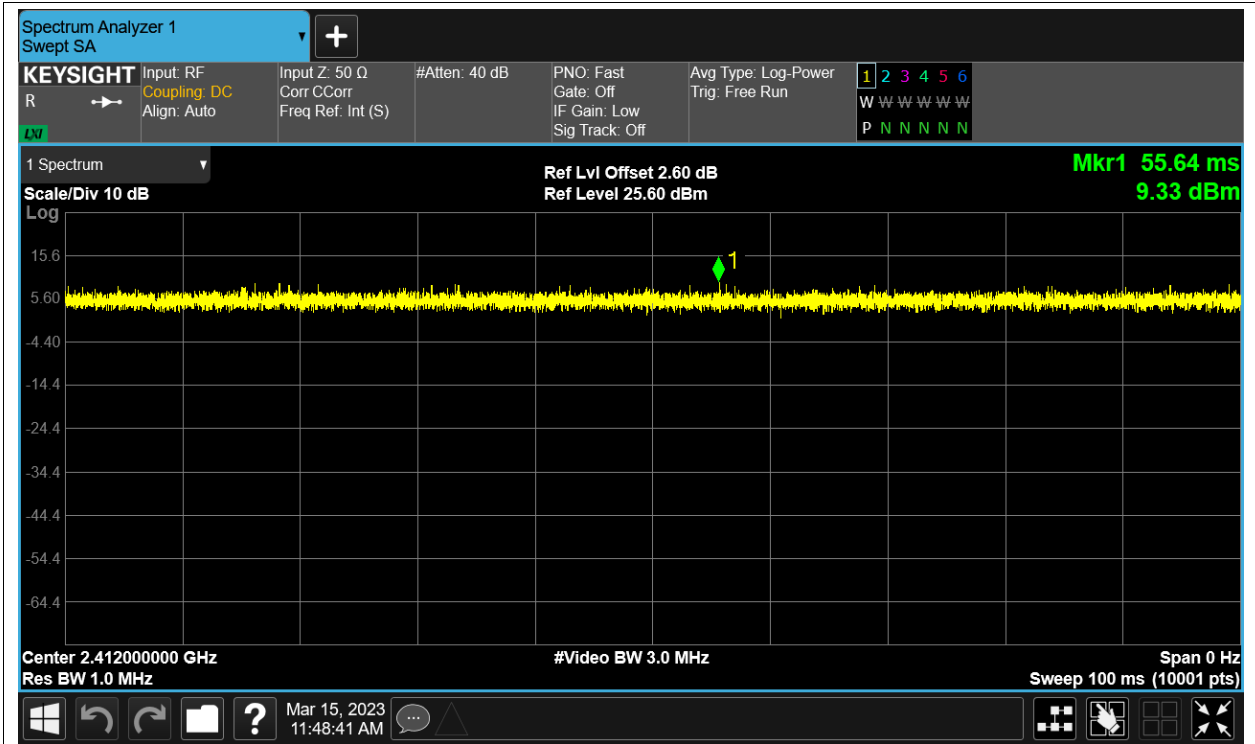 Spectrum Analyzer 1
Swept SA
KEYSIGHT
R
LXI
Input: RF
Coupling: DC
Align: Auto
Input Z: 50 Ω
Corr CCorr
Freq Ref: Int (S)
#Atten: 40 dB
PNO: Fast
Gate: Off
IF Gain: Low
Sig Track: Off
Avg Type: Log-Power
Trig: Free Run
1 2 3 4 5 6
W W W W W W
P N N N N N
1 Spectrum
Scale/Div 10 dB
Log
Ref Lvl Offset 2.60 dB
Ref Level 25.60 dBm
Mkr1 55.64 ms
9.33 dBm
1
15.6
5.60
-4.40
-14.4
-24.4
-34.4
-44.4
-54.4
-64.4
Center 2.412000000 GHz
Res BW 1.0 MHz
#Video BW 3.0 MHz
Span 0 Hz
Sweep 100 ms (10001 pts)
?
Mar 15, 2023
11:48:41 AM